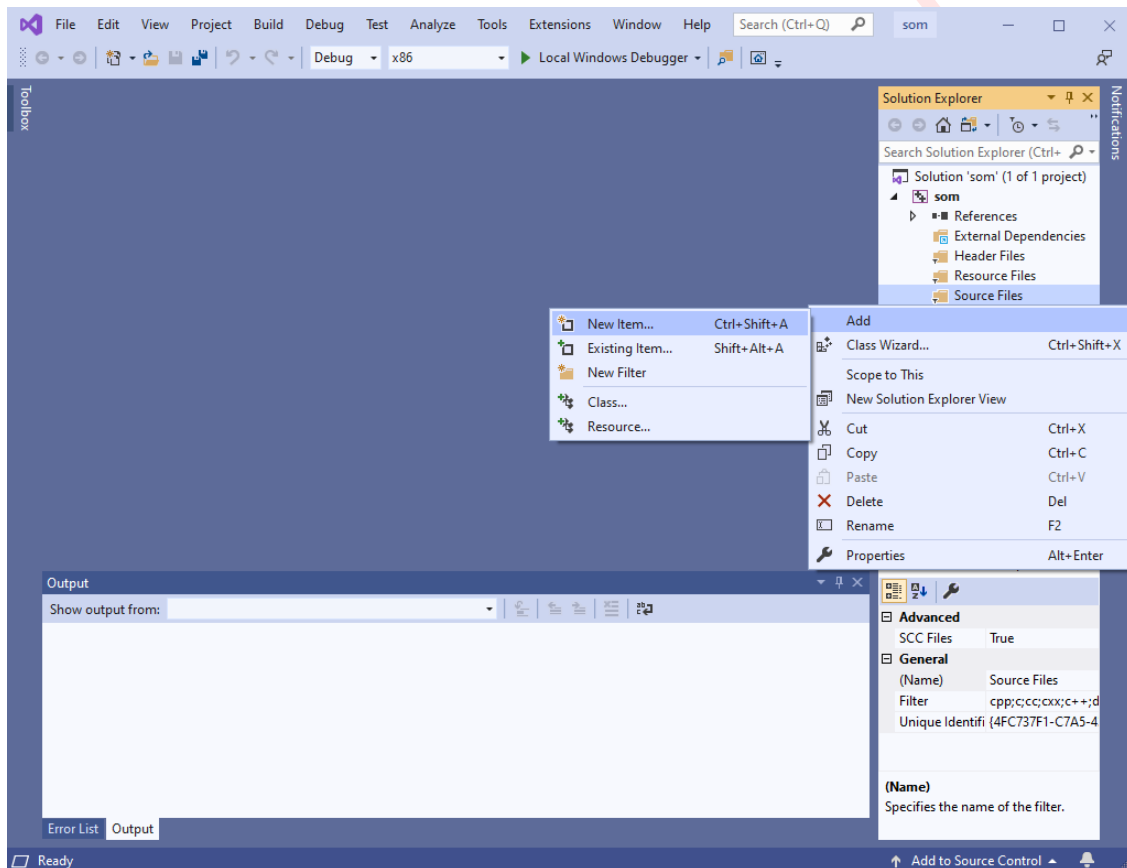 File Edit View Project Build Debug Test Analyze Tools Extensions Window Help Search (Ctrl+Q) som
Debug x86 Local Windows Debugger
Toolbox
Notifications
Solution Explorer
Search Solution Explorer (Ctrl+
Solution 'som' (1 of 1 project)
som
References
External Dependencies
Header Files
Resource Files
Source Files
New Item... Ctrl+Shift+A
Existing Item... Shift+Alt+A
New Filter
Class...
Resource...
Add
Class Wizard... Ctrl+Shift+X
Scope to This
New Solution Explorer View
Cut Ctrl+X
Copy Ctrl+C
Paste Ctrl+V
Delete Del
Rename F2
Properties Alt+Enter
Output
Show output from:
Error List Output
Advanced
SCC Files True
General
(Name) Source Files
Filter cpp;c;cc;cxx;c++;d
Unique Identifi {4FC737F1-C7A5-4
(Name)
Specifies the name of the filter.
Ready Add to Source Control